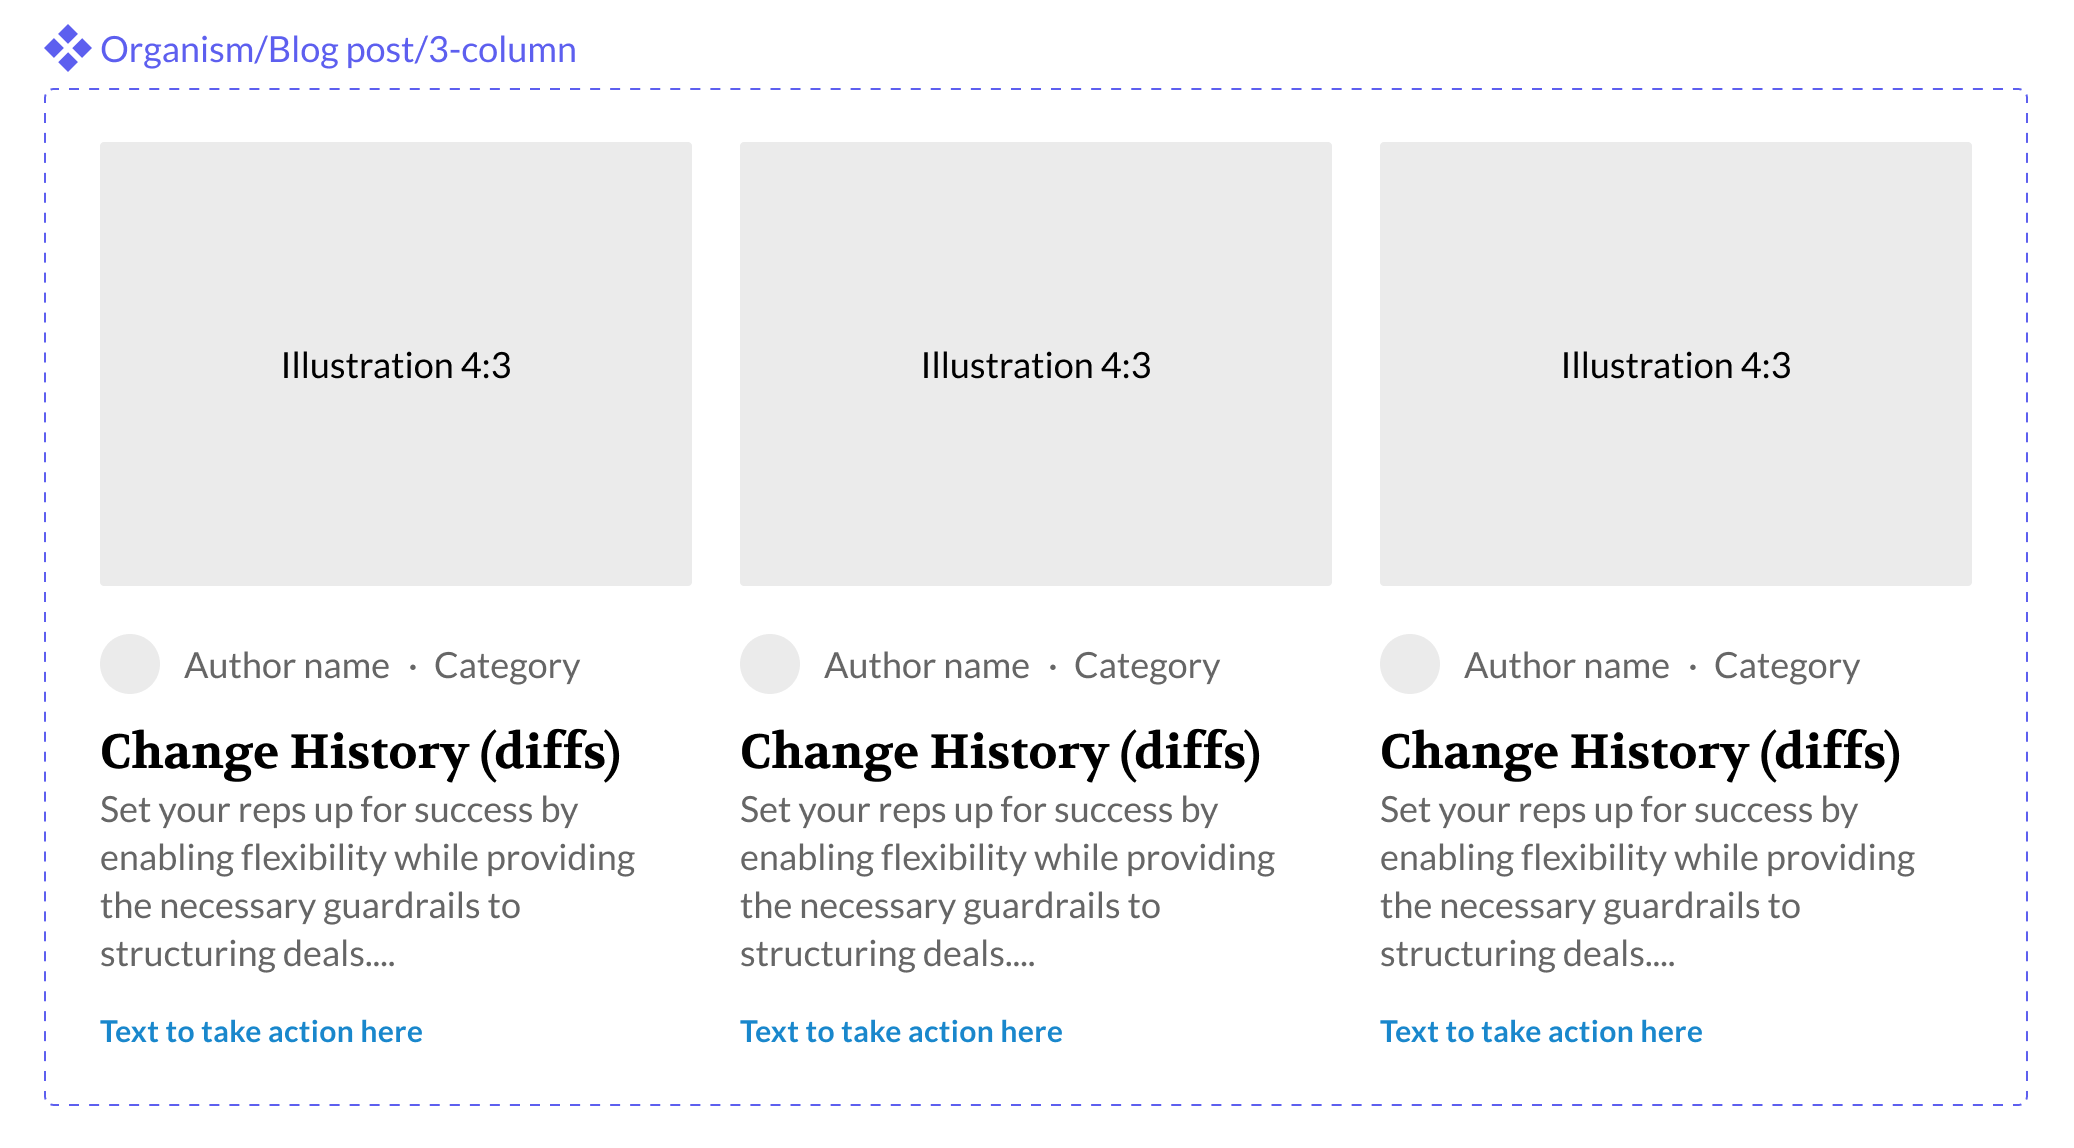 Organism/Blog post/3-column
Illustration 4:3
Illustration 4:3
Illustration 4:3
Author name · Category
Change History (diffs)
Set your reps up for success by
enabling flexibility while providing
the necessary guardrails to
structuring deals....
Text to take action here
Author name · Category
Change History (diffs)
Set your reps up for success by
enabling flexibility while providing
the necessary guardrails to
structuring deals....
Text to take action here
Author name · Category
Change History (diffs)
Set your reps up for success by
enabling flexibility while providing
the necessary guardrails to
structuring deals....
Text to take action here